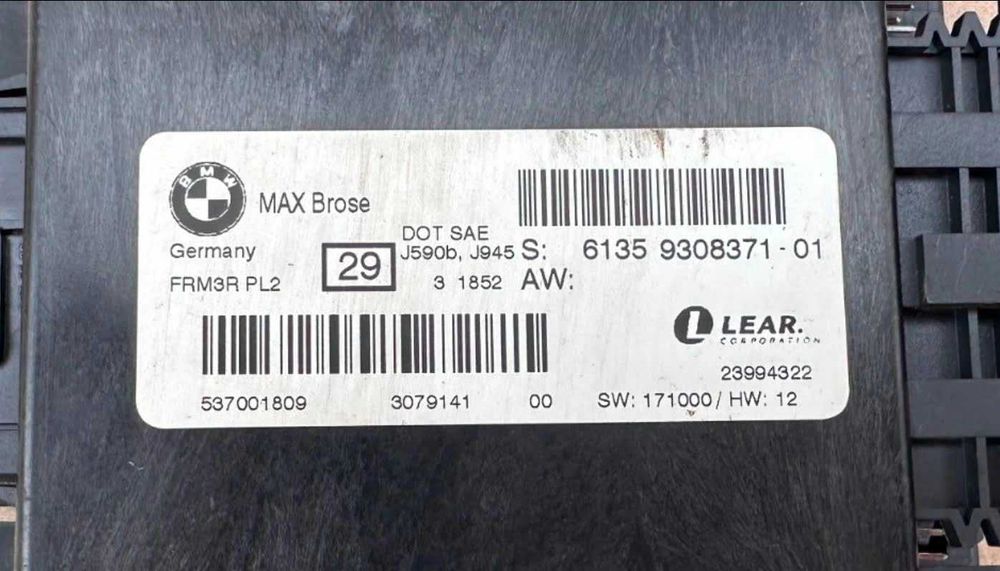 BMW
MAX Brose
Germany
FRM3R PL2
29
DOT SAE
J590b, J945
3 1852
S: 6135 9308371-01
AW:
L LEAR.
CORPORATION
23994322
537001809 3079141 00
SW: 171000 / HW: 12